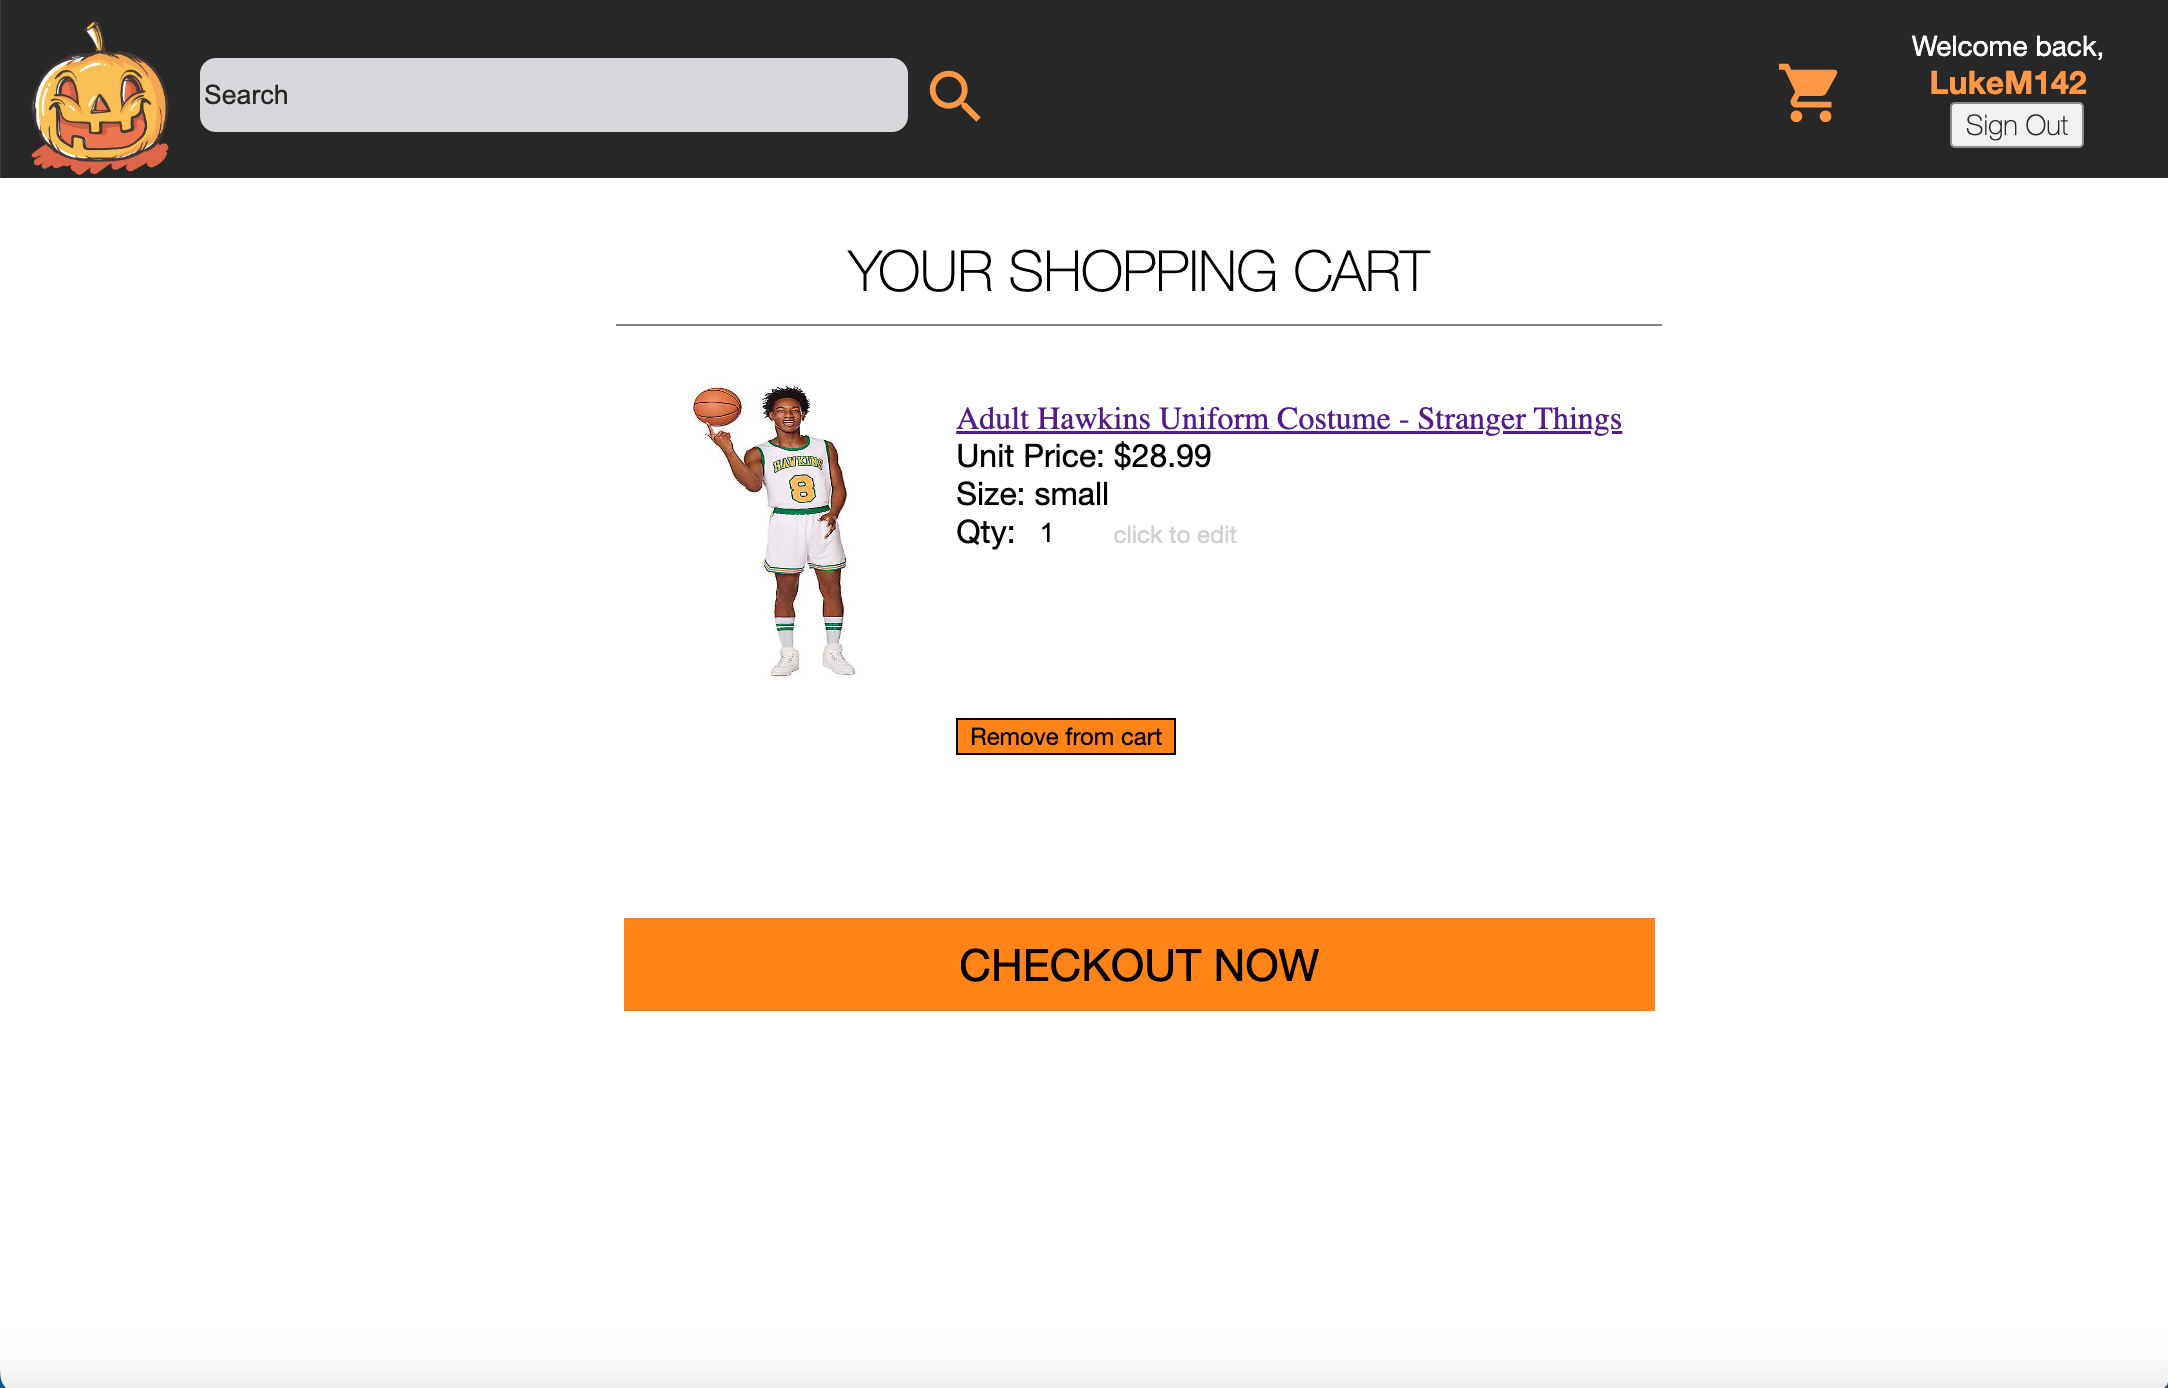 Search
Welcome back,
LukeM142
Sign Out
YOUR SHOPPING CART
Adult Hawkins Uniform Costume - Stranger Things
Unit Price: $28.99
Size: small
Qty: 1 click to edit
HAWKINS
8
Remove from cart
CHECKOUT NOW